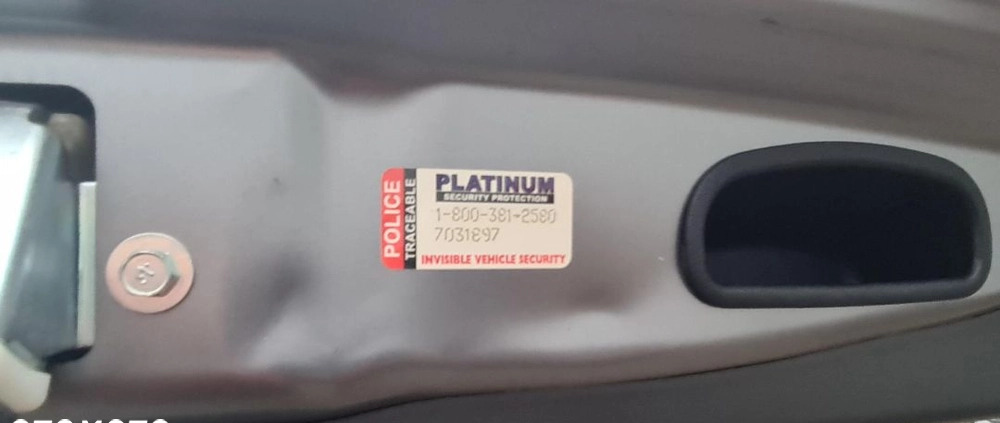 POLICE
TRACEABLE
PLATINUM
SECURITY PROTECTION
1-800-381-2580
7031897
INVISIBLE VEHICLE SECURITY